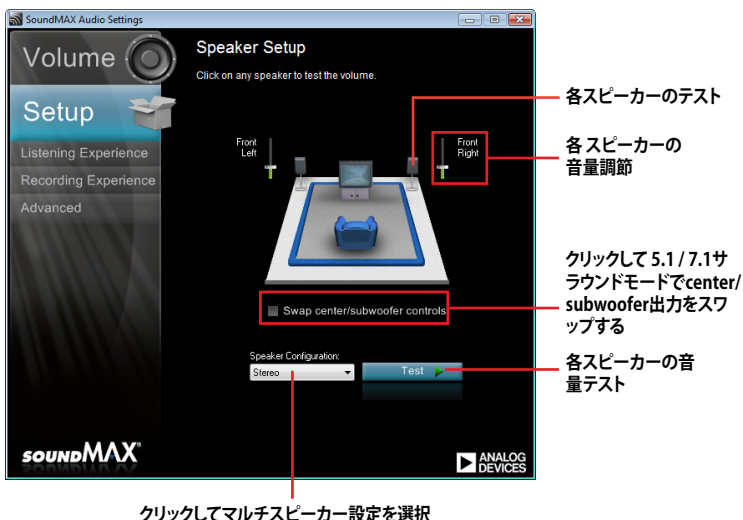 SoundMAX Audio Settings
Volume
Setup
Listening Experience
Recording Experience
Advanced
Speaker Setup
Click on any speaker to test the volume.
Front
Left
Front
Right
Swap center/subwoofer controls
Speaker Configuration:
Stereo
Test
SOUNDMAX®
ANALOG
DEVICES
各スピーカーのテスト
各 スピーカーの
音量調節
クリックして 5.1 / 7.1サ
ラウンドモードでcenter/
subwoofer出力をスワ
ップする
各スピーカーの音
量テスト
クリックしてマルチスピーカー設定を選択